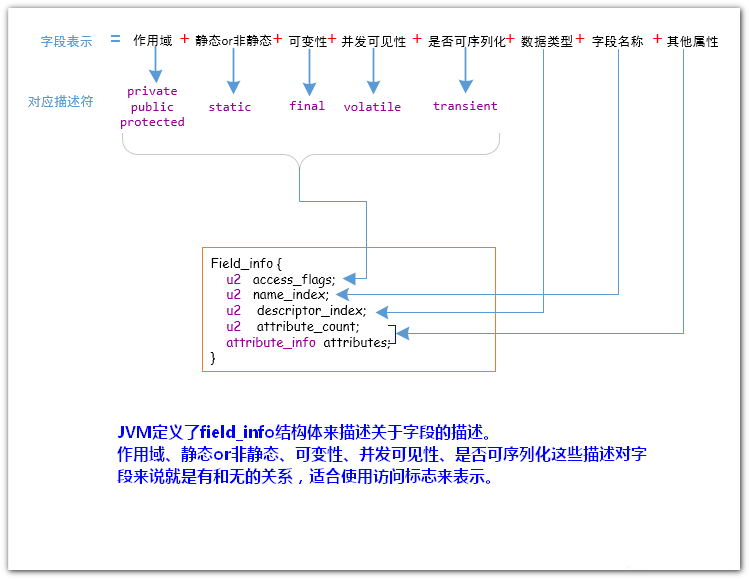 字段表示 = 作用域 + 静态or非静态 + 可变性 + 并发可见性 + 是否可序列化 + 数据类型 + 字段名称 + 其他属性
对应描述符 private public protected static final volatile transient
Field_info {
u2 access_flags;
u2 name_index;
u2 descriptor_index;
u2 attribute_count;
attribute_info attributes;
}
JVM定义了field_info结构体来描述关于字段的描述。
作用域、静态or非静态、可变性、并发可见性、是否可序列化这些描述对字
段来说就是有和无的关系，适合使用访问标志来表示。